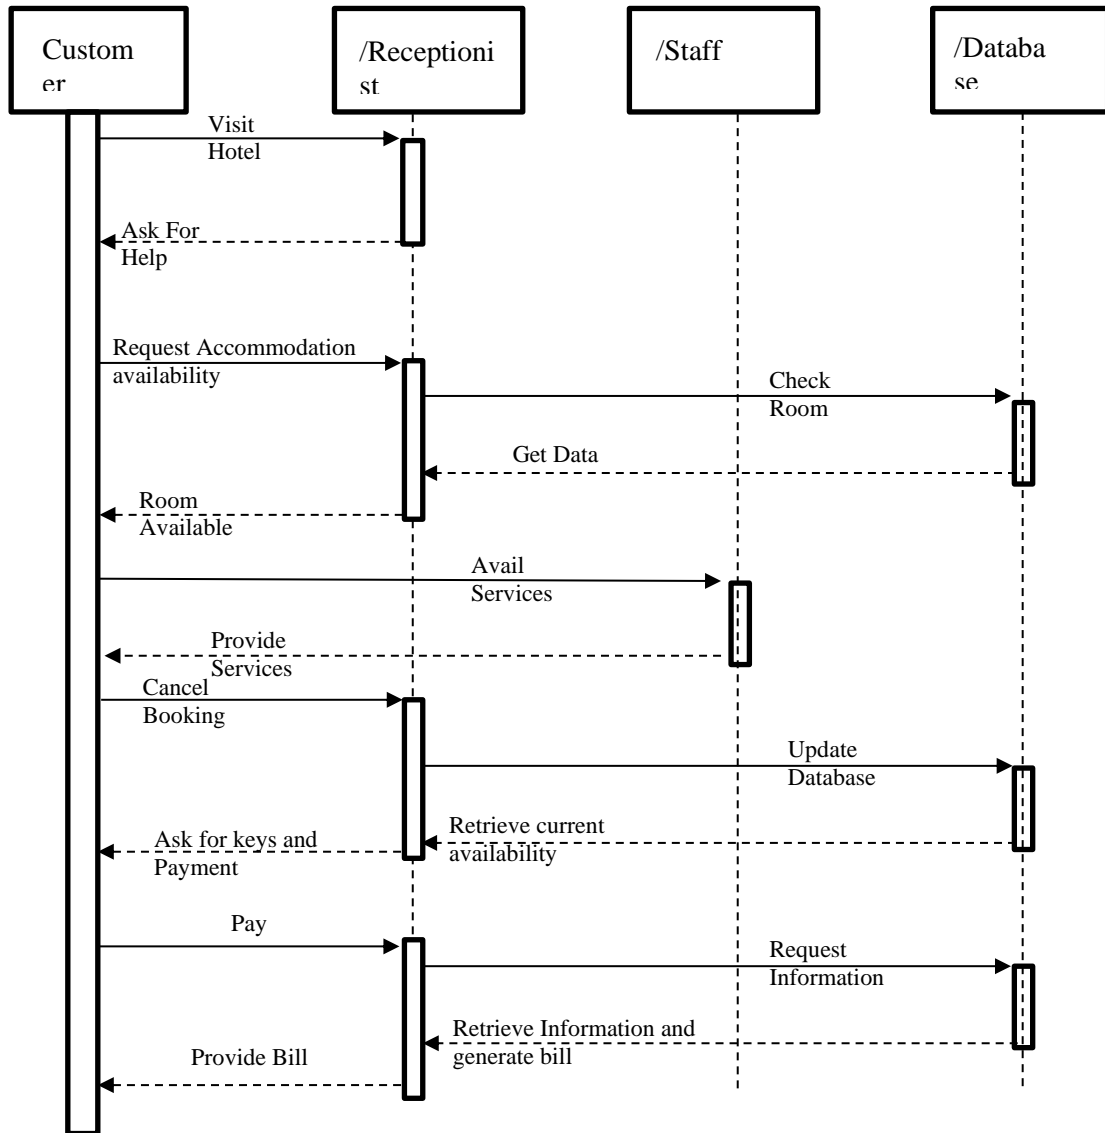 Custom
er
/Receptioni
st
/Staff
/Databa
se
Visit
Hotel
Ask For
Help
Request Accommodation
availability
Check
Room
Get Data
Room
Available
Avail
Services
Provide
Services
Cancel
Booking
Update
Database
Retrieve current
availability
Ask for keys and
Payment
Pay
Request
Information
Retrieve Information and
generate bill
Provide Bill